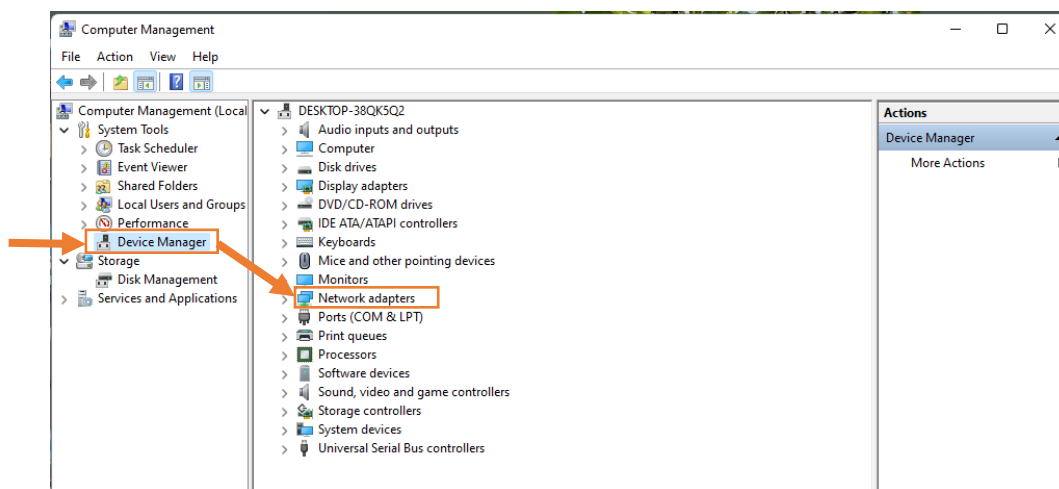 Computer Management
File Action View Help
Computer Management (Local
System Tools
Task Scheduler
Event Viewer
Shared Folders
Local Users and Groups
Performance
Device Manager
Storage
Disk Management
Services and Applications
DESKTOP-38QK5Q2
Audio inputs and outputs
Computer
Disk drives
Display adapters
DVD/CD-ROM drives
IDE ATA/ATAPI controllers
Keyboards
Mice and other pointing devices
Monitors
Network adapters
Ports (COM & LPT)
Print queues
Processors
Software devices
Sound, video and game controllers
Storage controllers
System devices
Universal Serial Bus controllers
Actions
Device Manager
More Actions